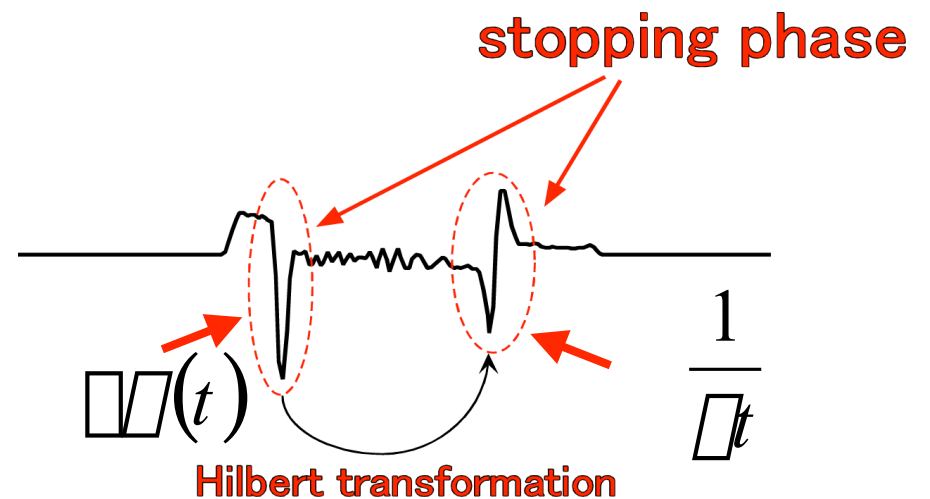 stopping phase
□□(t)
1
□t
Hilbert transformation